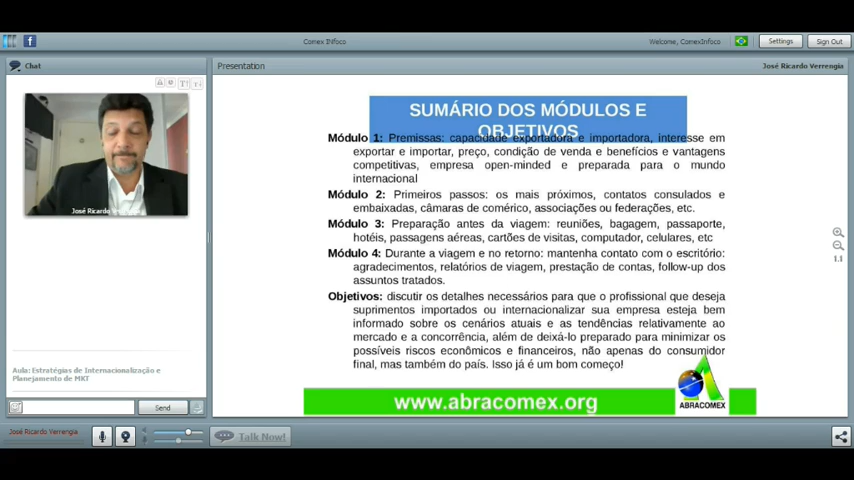 Comex INfoco
Welcome, ComexInfoco
Settings
Sign Out
Chat
Presentation
José Ricardo Verrengia
SUMÁRIO DOS MÓDULOS E
OBJETIVOS
Módulo 1: Premissas: capacidade exportadora e importadora, interesse em
exportar e importar, preço, condição de venda e benefícios e vantagens
competitivas, empresa open-minded e preparada para o mundo
internacional
Módulo 2: Primeiros passos: os mais próximos, contatos consulados e
embaixadas, câmaras de comérico, associações ou federações, etc.
Módulo 3: Preparação antes da viagem: reuniões, bagagem, passaporte,
hotéis, passagens aéreas, cartões de visitas, computador, celulares, etc
Módulo 4: Durante a viagem e no retorno: mantenha contato com o escritório:
agradecimentos, relatórios de viagem, prestação de contas, follow-up dos
assuntos tratados.
Objetivos: discutir os detalhes necessários para que o profissional que deseja
suprimentos importados ou internacionalizar sua empresa esteja bem
informado sobre os cenários atuais e as tendências relativamente ao
mercado e a concorrência, além de deixá-lo preparado para minimizar os
possíveis riscos econômicos e financeiros, não apenas do consumidor
final, mas também do país. Isso já é um bom começo!
www.abracomex.org
ABRACOMEX
1.1
José Ricardo
Aula: Estratégias de Internacionalização e
Planejamento de MKT
Send
José Ricardo Verrengia
Talk Now!